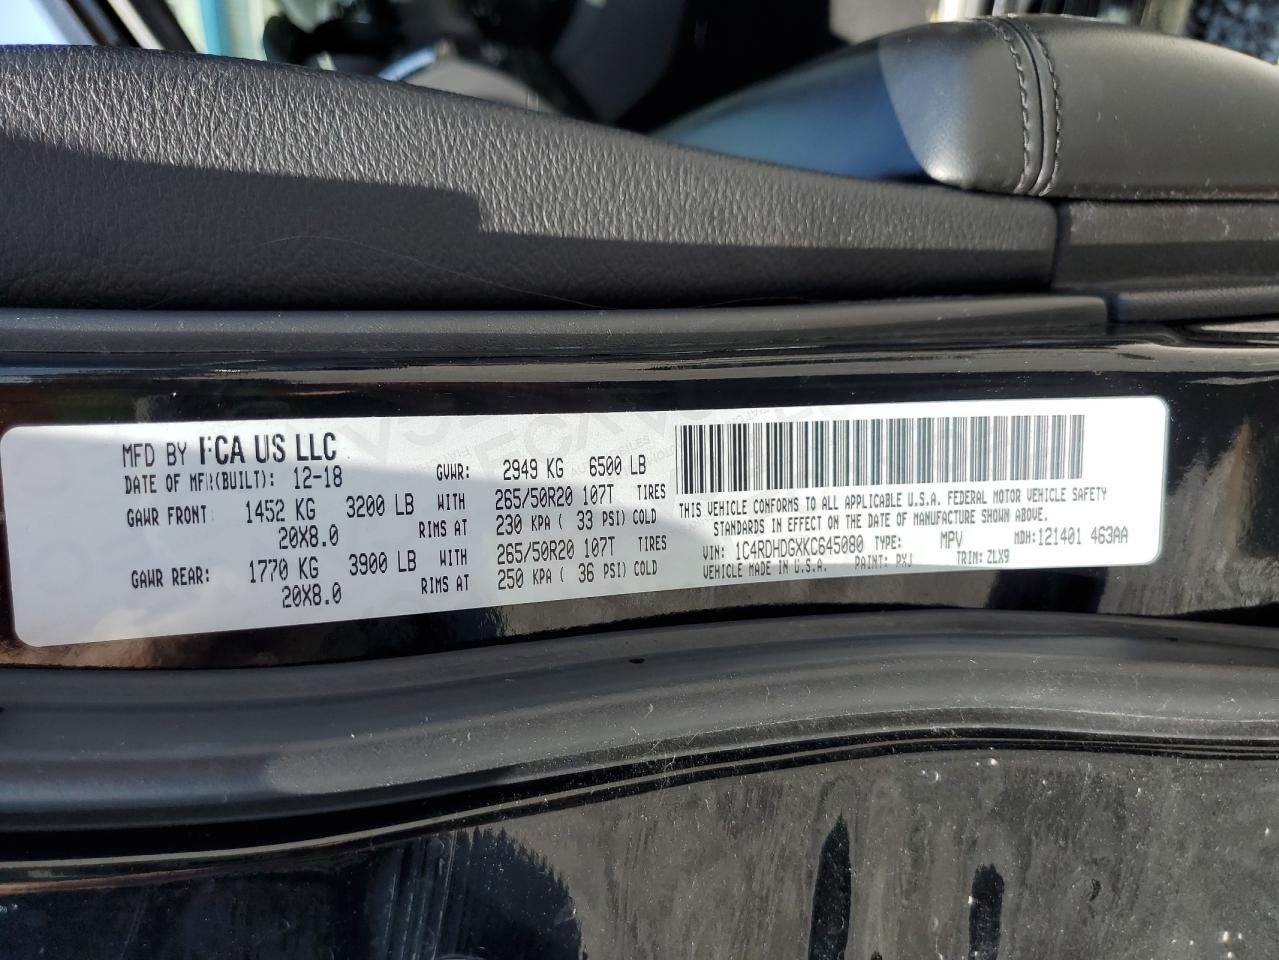 MFD BY FCA US LLC
DATE OF MFR(BUILT): 12-18 GVWR: 2949 KG 6500 LB
GAWR FRONT: 1452 KG 3200 LB WITH 265/50R20 107T TIRES
20X8.0 RIMS AT 230 KPA ( 33 PSI) COLD
GAWR REAR: 1770 KG 3900 LB WITH 265/50R20 107T TIRES
20X8.0 RIMS AT 250 KPA ( 36 PSI) COLD
THIS VEHICLE CONFORMS TO ALL APPLICABLE U.S.A. FEDERAL MOTOR VEHICLE SAFETY
STANDARDS IN EFFECT ON THE DATE OF MANUFACTURE SHOWN ABOVE.
VIN: 1C4RDHDGXKC645080 TYPE: MPV MDH:121401 463AA
VEHICLE MADE IN U.S.A. PAINT: PXJ TRIM: ZLX9